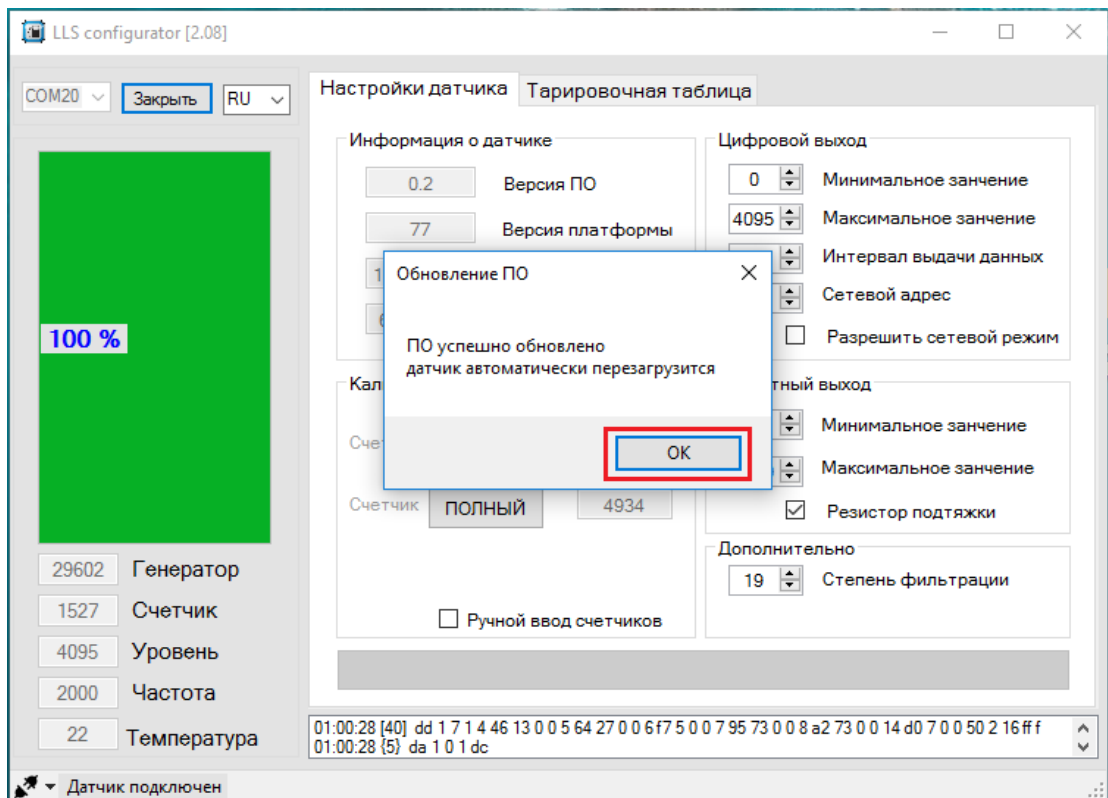 LLS configurator [2.08]
COM20 Закрыть RU
Настройки датчика Тарировочная таблица
Информация о датчике
0.2 Версия ПО
77 Версия платформы
Цифровой выход
0 Минимальное занчение
4095 Максимальное занчение
Интервал выдачи данных
Сетевой адрес
Разрешить сетевой режим
100 %
Обновление ПО
ПО успешно обновлено
датчик автоматически перезагрузится
OK
Счетчик ПОЛНЫЙ 4934
Ручной ввод счетчиков
выход
Минимальное занчение
Максимальное занчение
Резистор подтяжки
Дополнительно
19 Степень фильтрации
29602 Генератор
1527 Счетчик
4095 Уровень
2000 Частота
22 Температура
01:00:28 [40] dd 1 7 1 4 46 13 0 0 5 64 27 0 0 6 f7 5 0 0 7 95 73 0 0 8 a2 73 0 0 14 d0 7 0 0 50 2 16 ff f
01:00:28 {5} da 1 0 1 dc
Датчик подключен